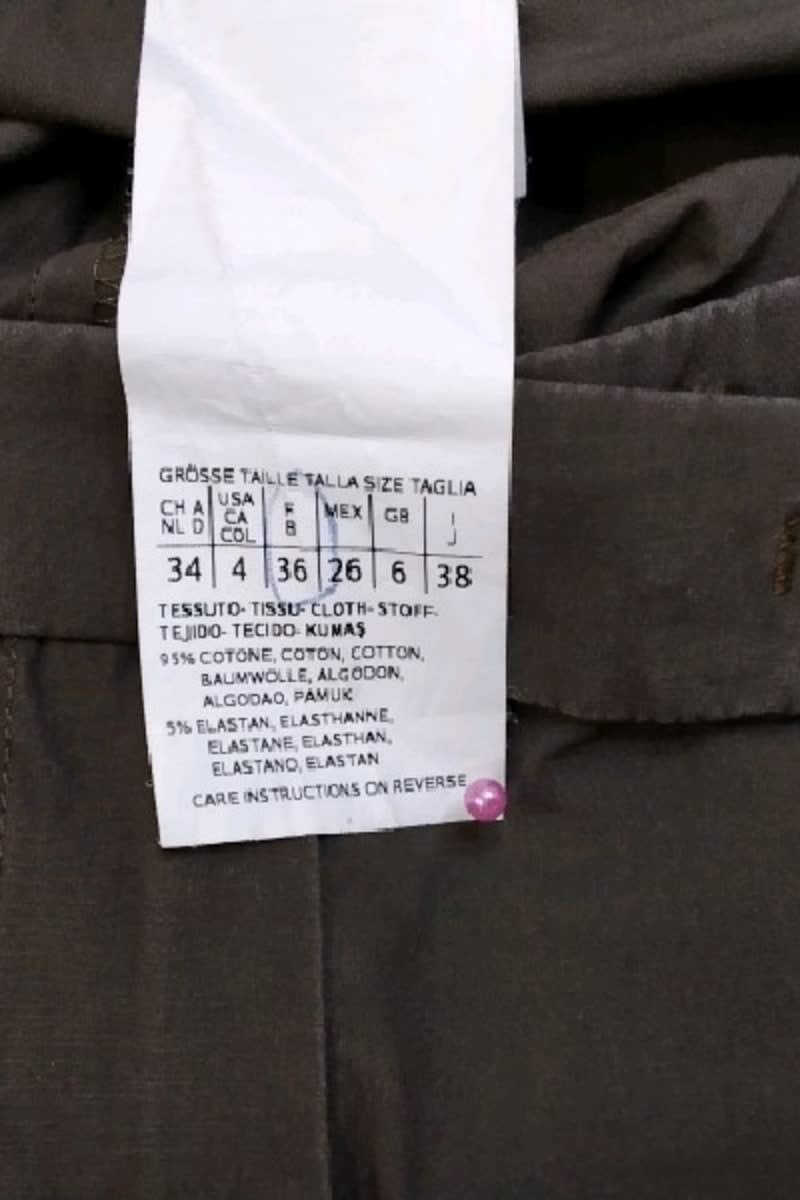 GRÖSSE TAILLE TALLA SIZE TAGLIA
CH A NL D | USA CA COL | F B | MEX | GB | I J
34 | 4 | 36 | 26 | 6 | 38
TESSUTO- TISSU- CLOTH- STOFF-
TEJIDO- TECIDO- KUMAŞ
95% COTONE, COTON, COTTON,
BAUMWOLLE, ALGODON,
ALGODAO, PAMUK
5% ELASTAN, ELASTHANNE,
ELASTANE, ELASTHAN,
ELASTANO, ELASTAN
CARE INSTRUCTIONS ON REVERSE